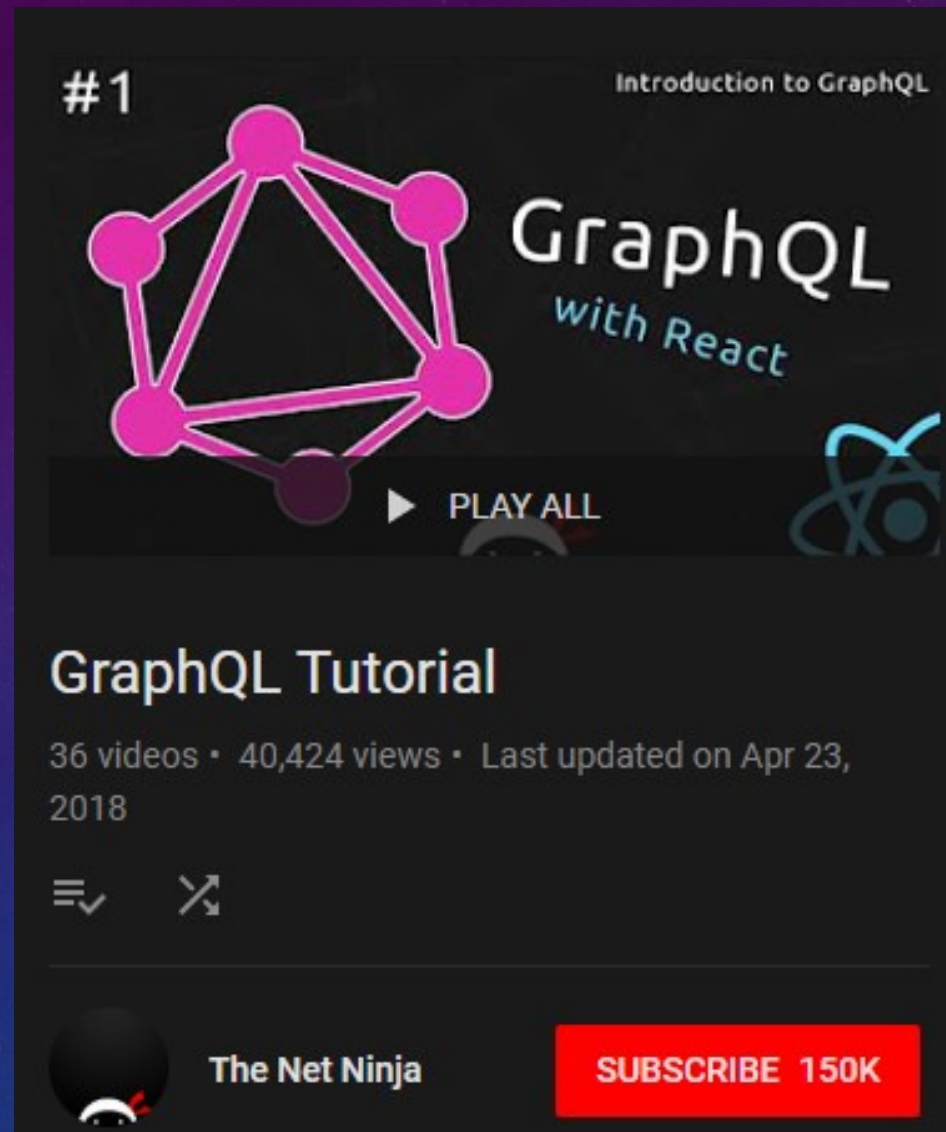 #1
Introduction to GraphQL
GraphQL
with React
PLAY ALL
GraphQL Tutorial
36 videos • 40,424 views • Last updated on Apr 23,
2018
The Net Ninja
SUBSCRIBE 150K